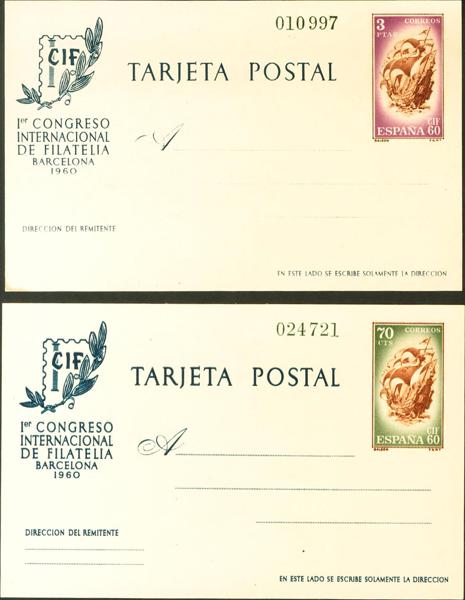 010997
3 PTAS CORREOS
CIF
TARJETA POSTAL
1er CONGRESO
INTERNACIONAL
DE FILATELIA
BARCELONA
1960
A
CIF
ESPAÑA 60
F.N.M.T
DIRECCION DEL REMITENTE
EN ESTE LADO SE ESCRIBE SOLAMENTE LA DIRECCION
024721
70 CTS CORREOS
CIF
TARJETA POSTAL
1er CONGRESO
INTERNACIONAL
DE FILATELIA
BARCELONA
1960
A
CIF
ESPAÑA 60
F.N.M.T
DIRECCION DEL REMITENTE
EN ESTE LADO SE ESCRIBE SOLAMENTE LA DIRECCION